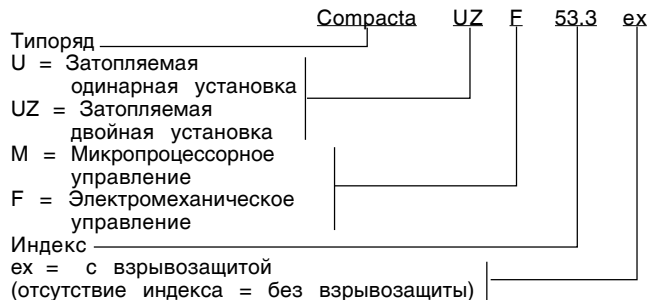 Compacta UZ F 53.3 ex
Типоряд
U = Затопляемая
одинарная установка
UZ = Затопляемая
двойная установка
M = Микропроцессорное
управление
F = Электромеханическое
управление
Индекс
ex = с взрывозащитой
(отсутствие индекса = без взрывозащиты)